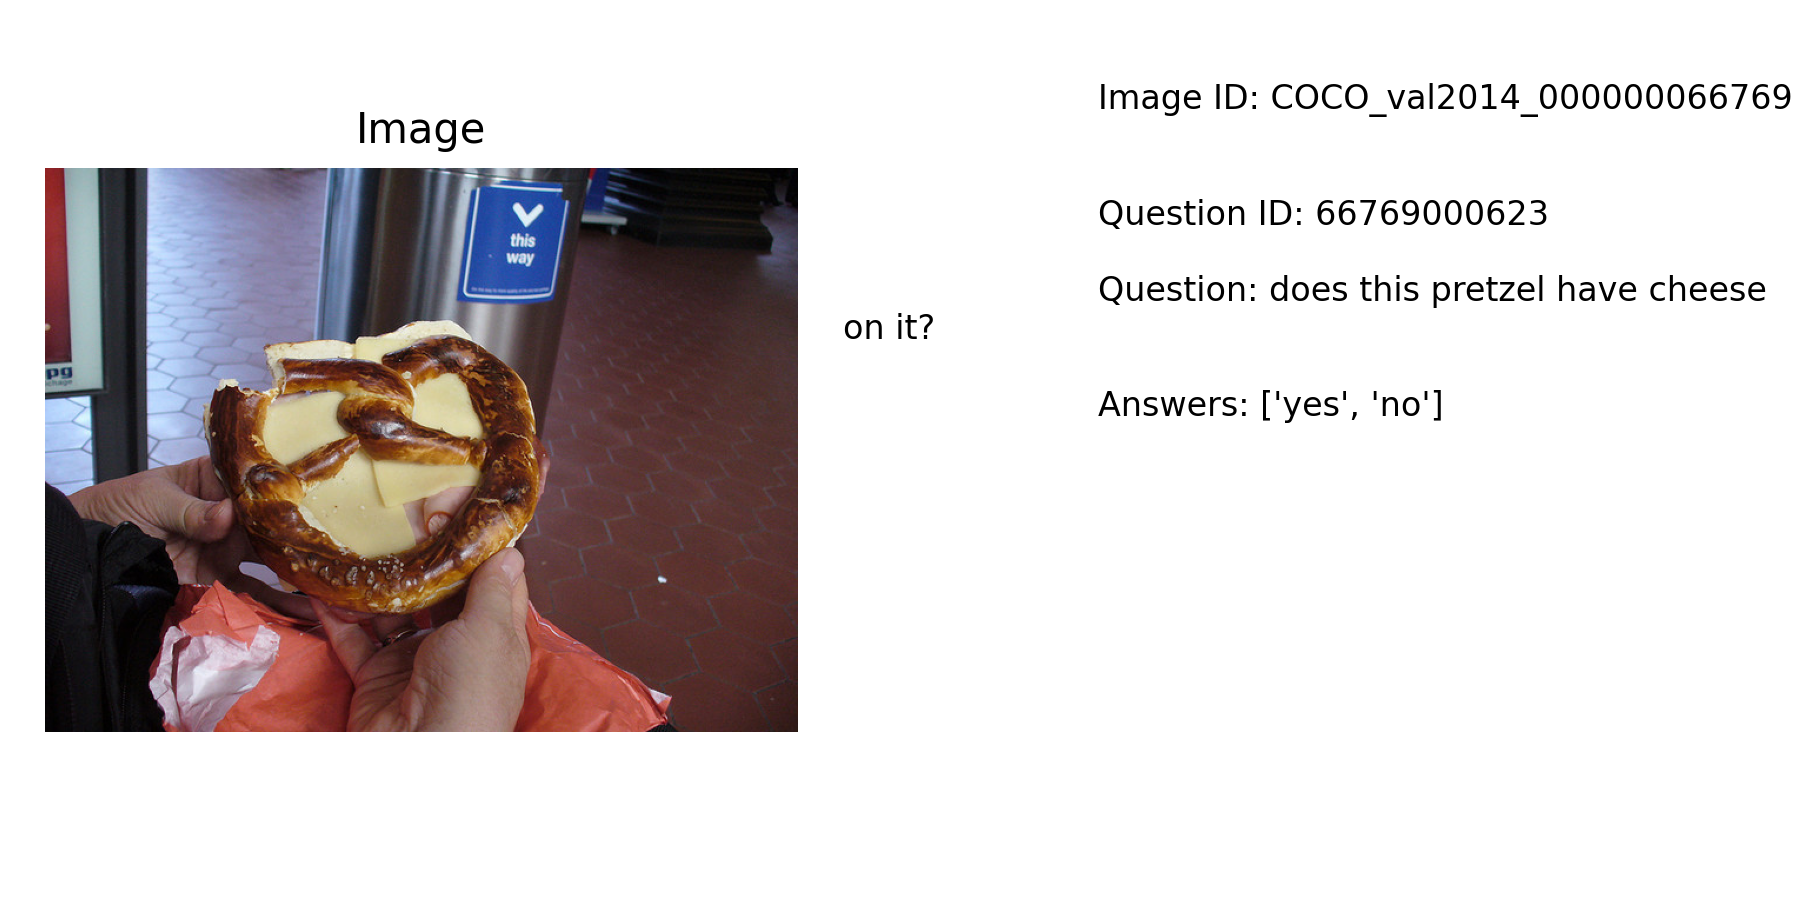 Image
this
way
pg
Image ID: COCO_val2014_000000066769
Question ID: 66769000623
Question: does this pretzel have cheese
on it?
Answers: ['yes', 'no']